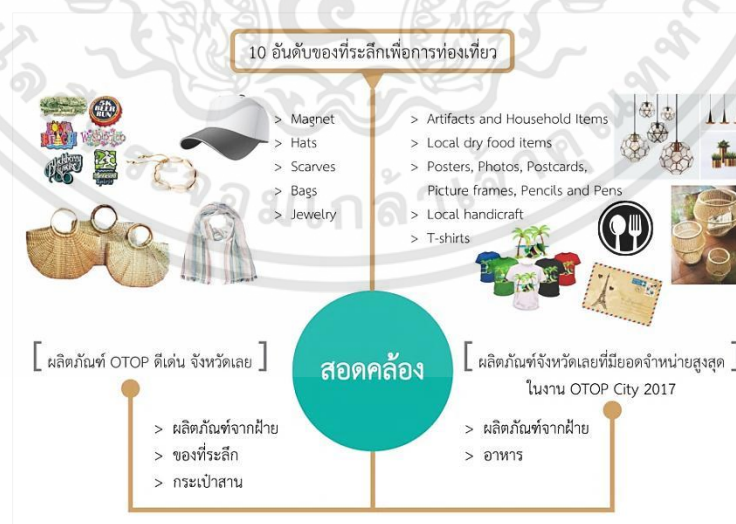 10 อันดับของที่ระลึกเพื่อการท่องเที่ยว
> Magnet
> Hats
> Scarves
> Bags
> Jewelry
> Artifacts and Household Items
> Local dry food items
> Posters, Photos, Postcards,
Picture frames, Pencils and Pens
> Local handicraft
> T-shirts
[ ผลิตภัณฑ์ OTOP ดีเด่น จังหวัดเลย ]
สอดคล้อง
[ ผลิตภัณฑ์จังหวัดเลยที่มียอดจำหน่ายสูงสุด ]
ในงาน OTOP City 2017
> ผลิตภัณฑ์จากฝ้าย
> ของที่ระลึก
> กระเป๋าสาน
> ผลิตภัณฑ์จากฝ้าย
> อาหาร